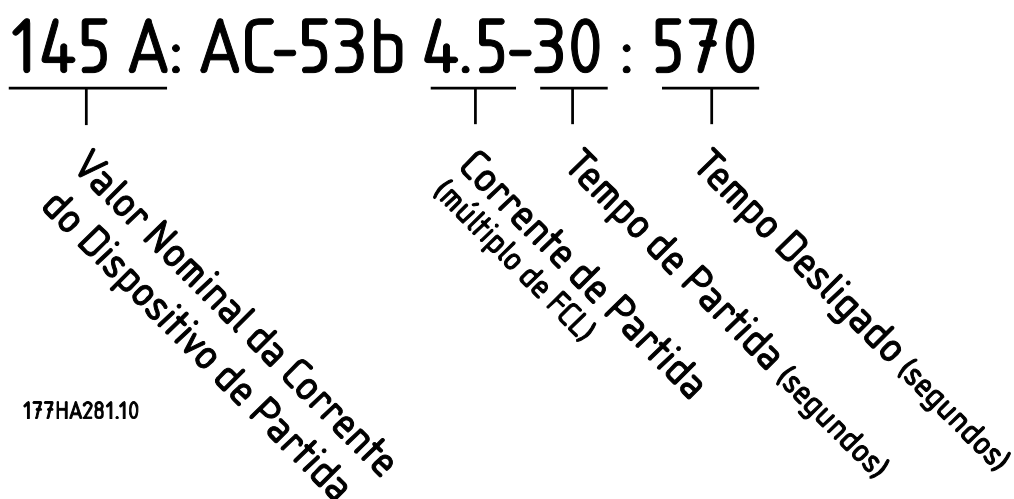 145 A: AC-53b 4.5-30 : 570
Valor Nominal da Corrente
do Dispositivo de Partida
Corrente de Partida
(múltiplo de FCL)
Tempo de Partida (segundos)
Tempo Desligado (segundos)
177HA281.10